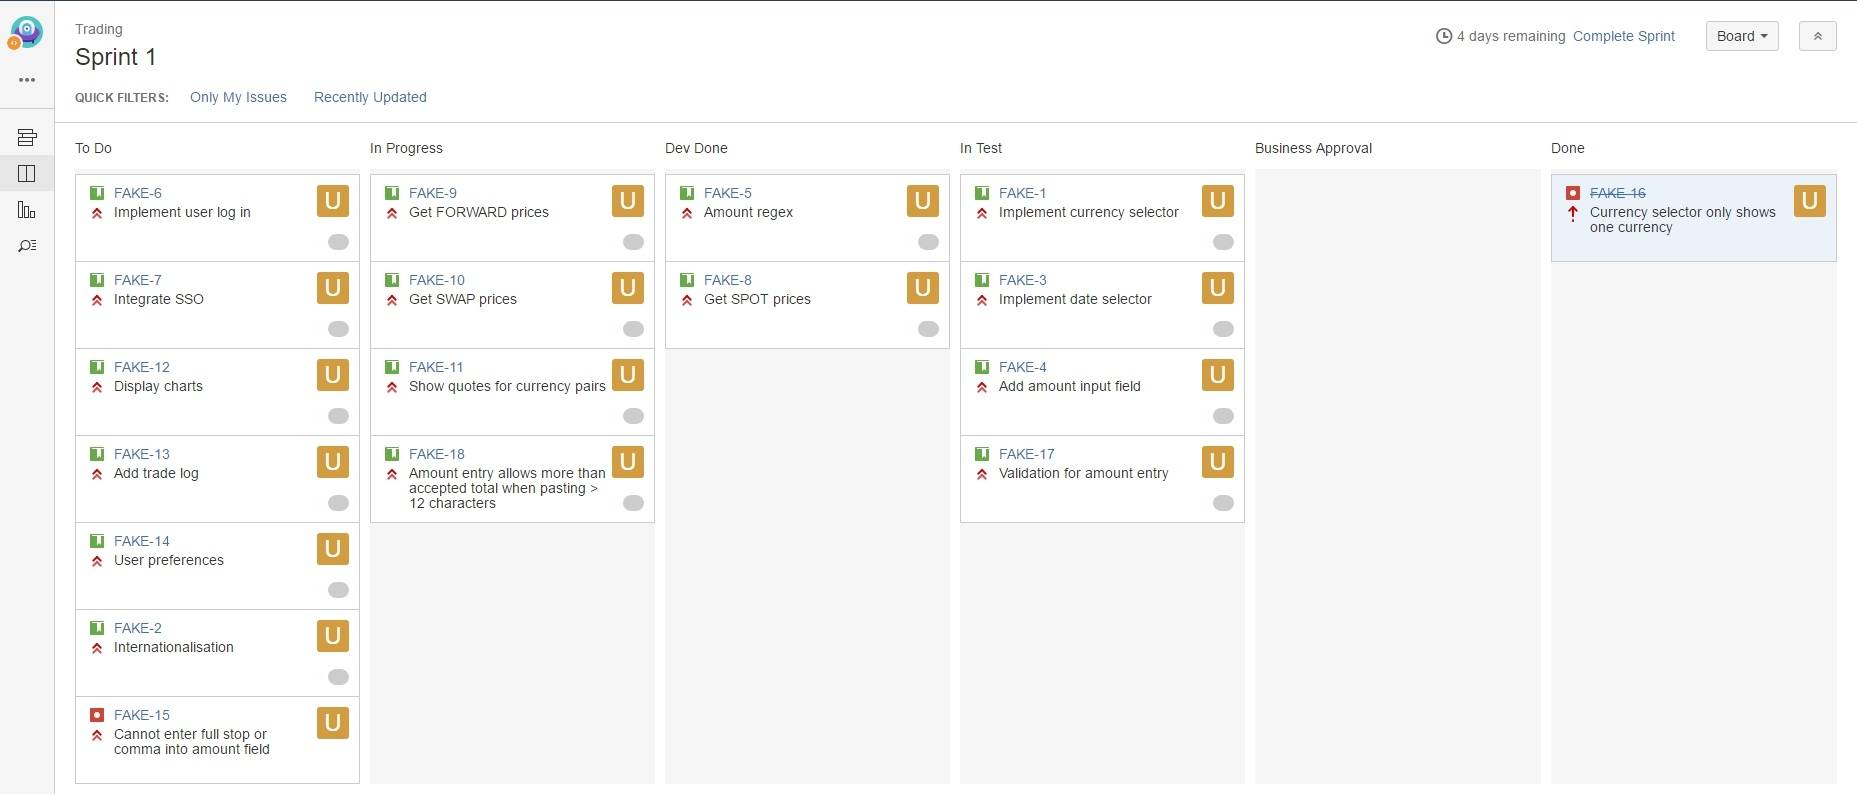 Trading
Sprint 1
4 days remaining Complete Sprint
Board
QUICK FILTERS: Only My Issues Recently Updated
To Do
FAKE-6
U
Implement user log in
FAKE-7
U
Integrate SSO
FAKE-12
U
Display charts
FAKE-13
U
Add trade log
FAKE-14
U
User preferences
FAKE-2
U
Internationalisation
FAKE-15
U
Cannot enter full stop or
comma into amount field
In Progress
FAKE-9
U
Get FORWARD prices
FAKE-10
U
Get SWAP prices
FAKE-11
U
Show quotes for currency pairs
FAKE-18
U
Amount entry allows more than
accepted total when pasting >
12 characters
Dev Done
FAKE-5
U
Amount regex
FAKE-8
U
Get SPOT prices
In Test
FAKE-1
U
Implement currency selector
FAKE-3
U
Implement date selector
FAKE-4
U
Add amount input field
FAKE-17
U
Validation for amount entry
Business Approval
Done
FAKE-16
U
Currency selector only shows
one currency